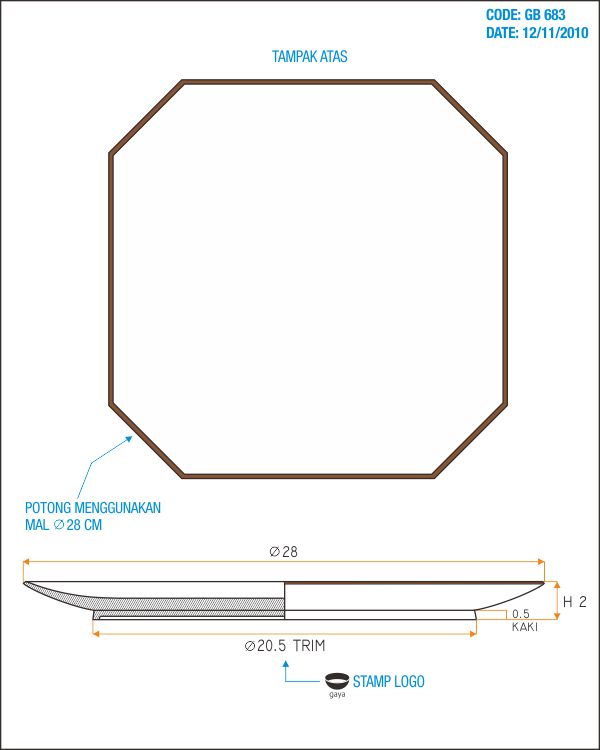 CODE: GB 683
DATE: 12/11/2010
TAMPAK ATAS
POTONG MENGGUNAKAN
MAL ∅ 28 CM
∅28
H 2
0.5
KAKI
∅20.5 TRIM
STAMP LOGO
gaya